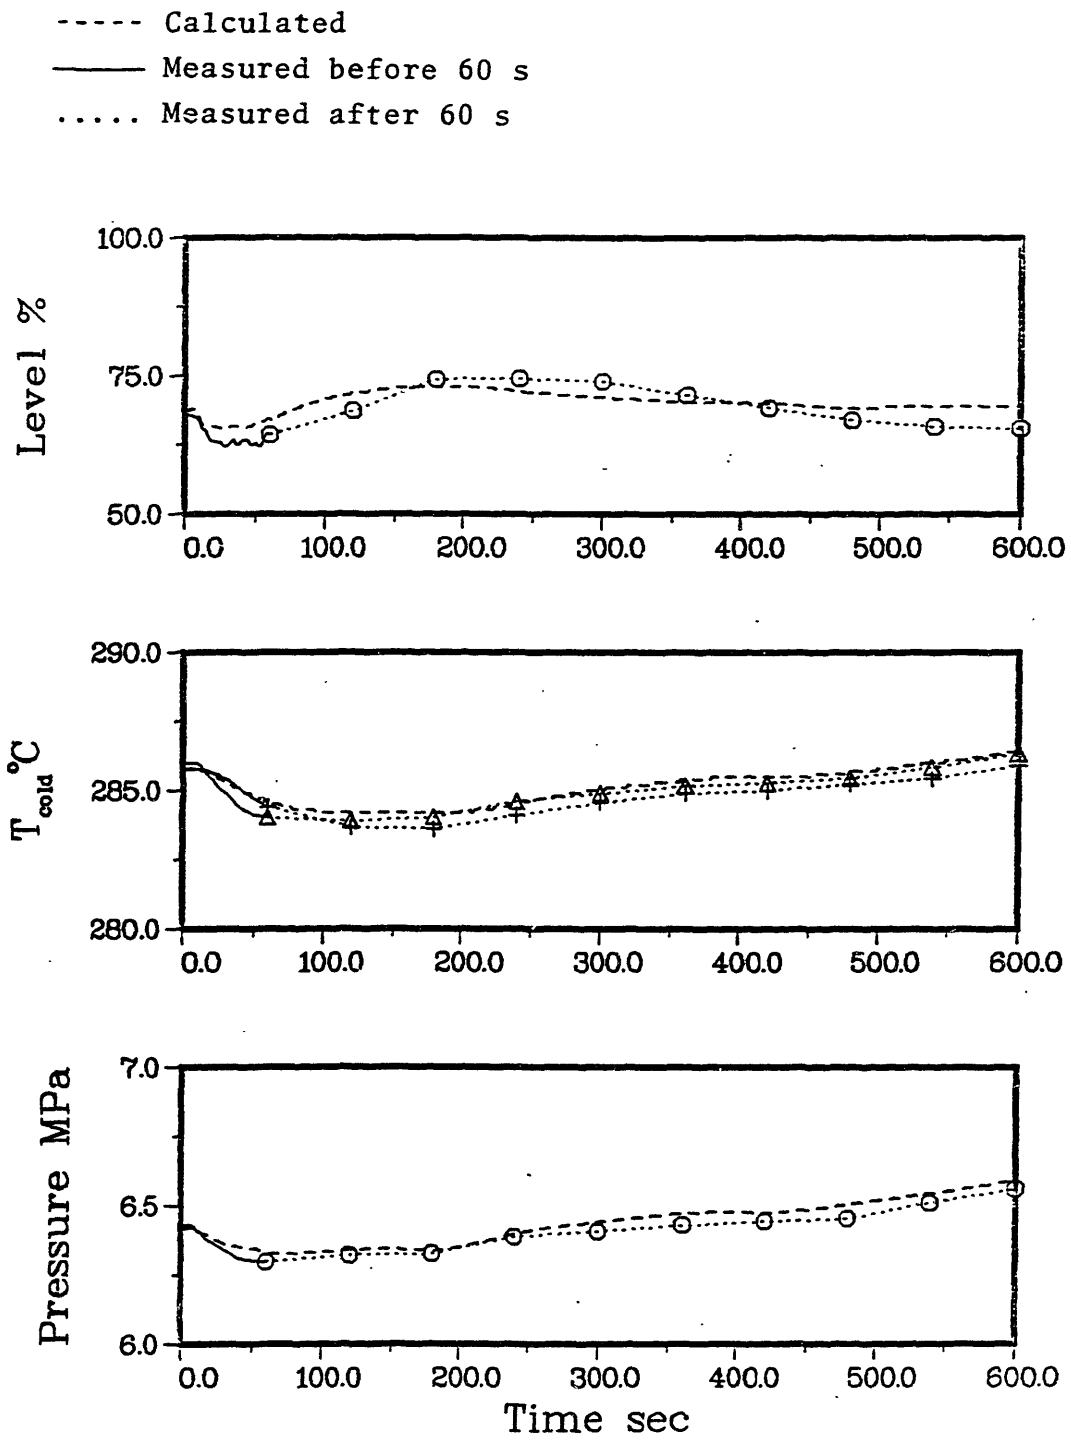 Calculated
Measured before 60 s
Measured after 60 s
Level %
100.0
75.0
50.0
0.0 100.0 200.0 300.0 400.0 500.0 600.0
T cold °C
290.0
285.0
280.0
0.0 100.0 200.0 300.0 400.0 500.0 600.0
Pressure MPa
7.0
6.5
6.0
0.0 100.0 200.0 300.0 400.0 500.0 600.0
Time sec